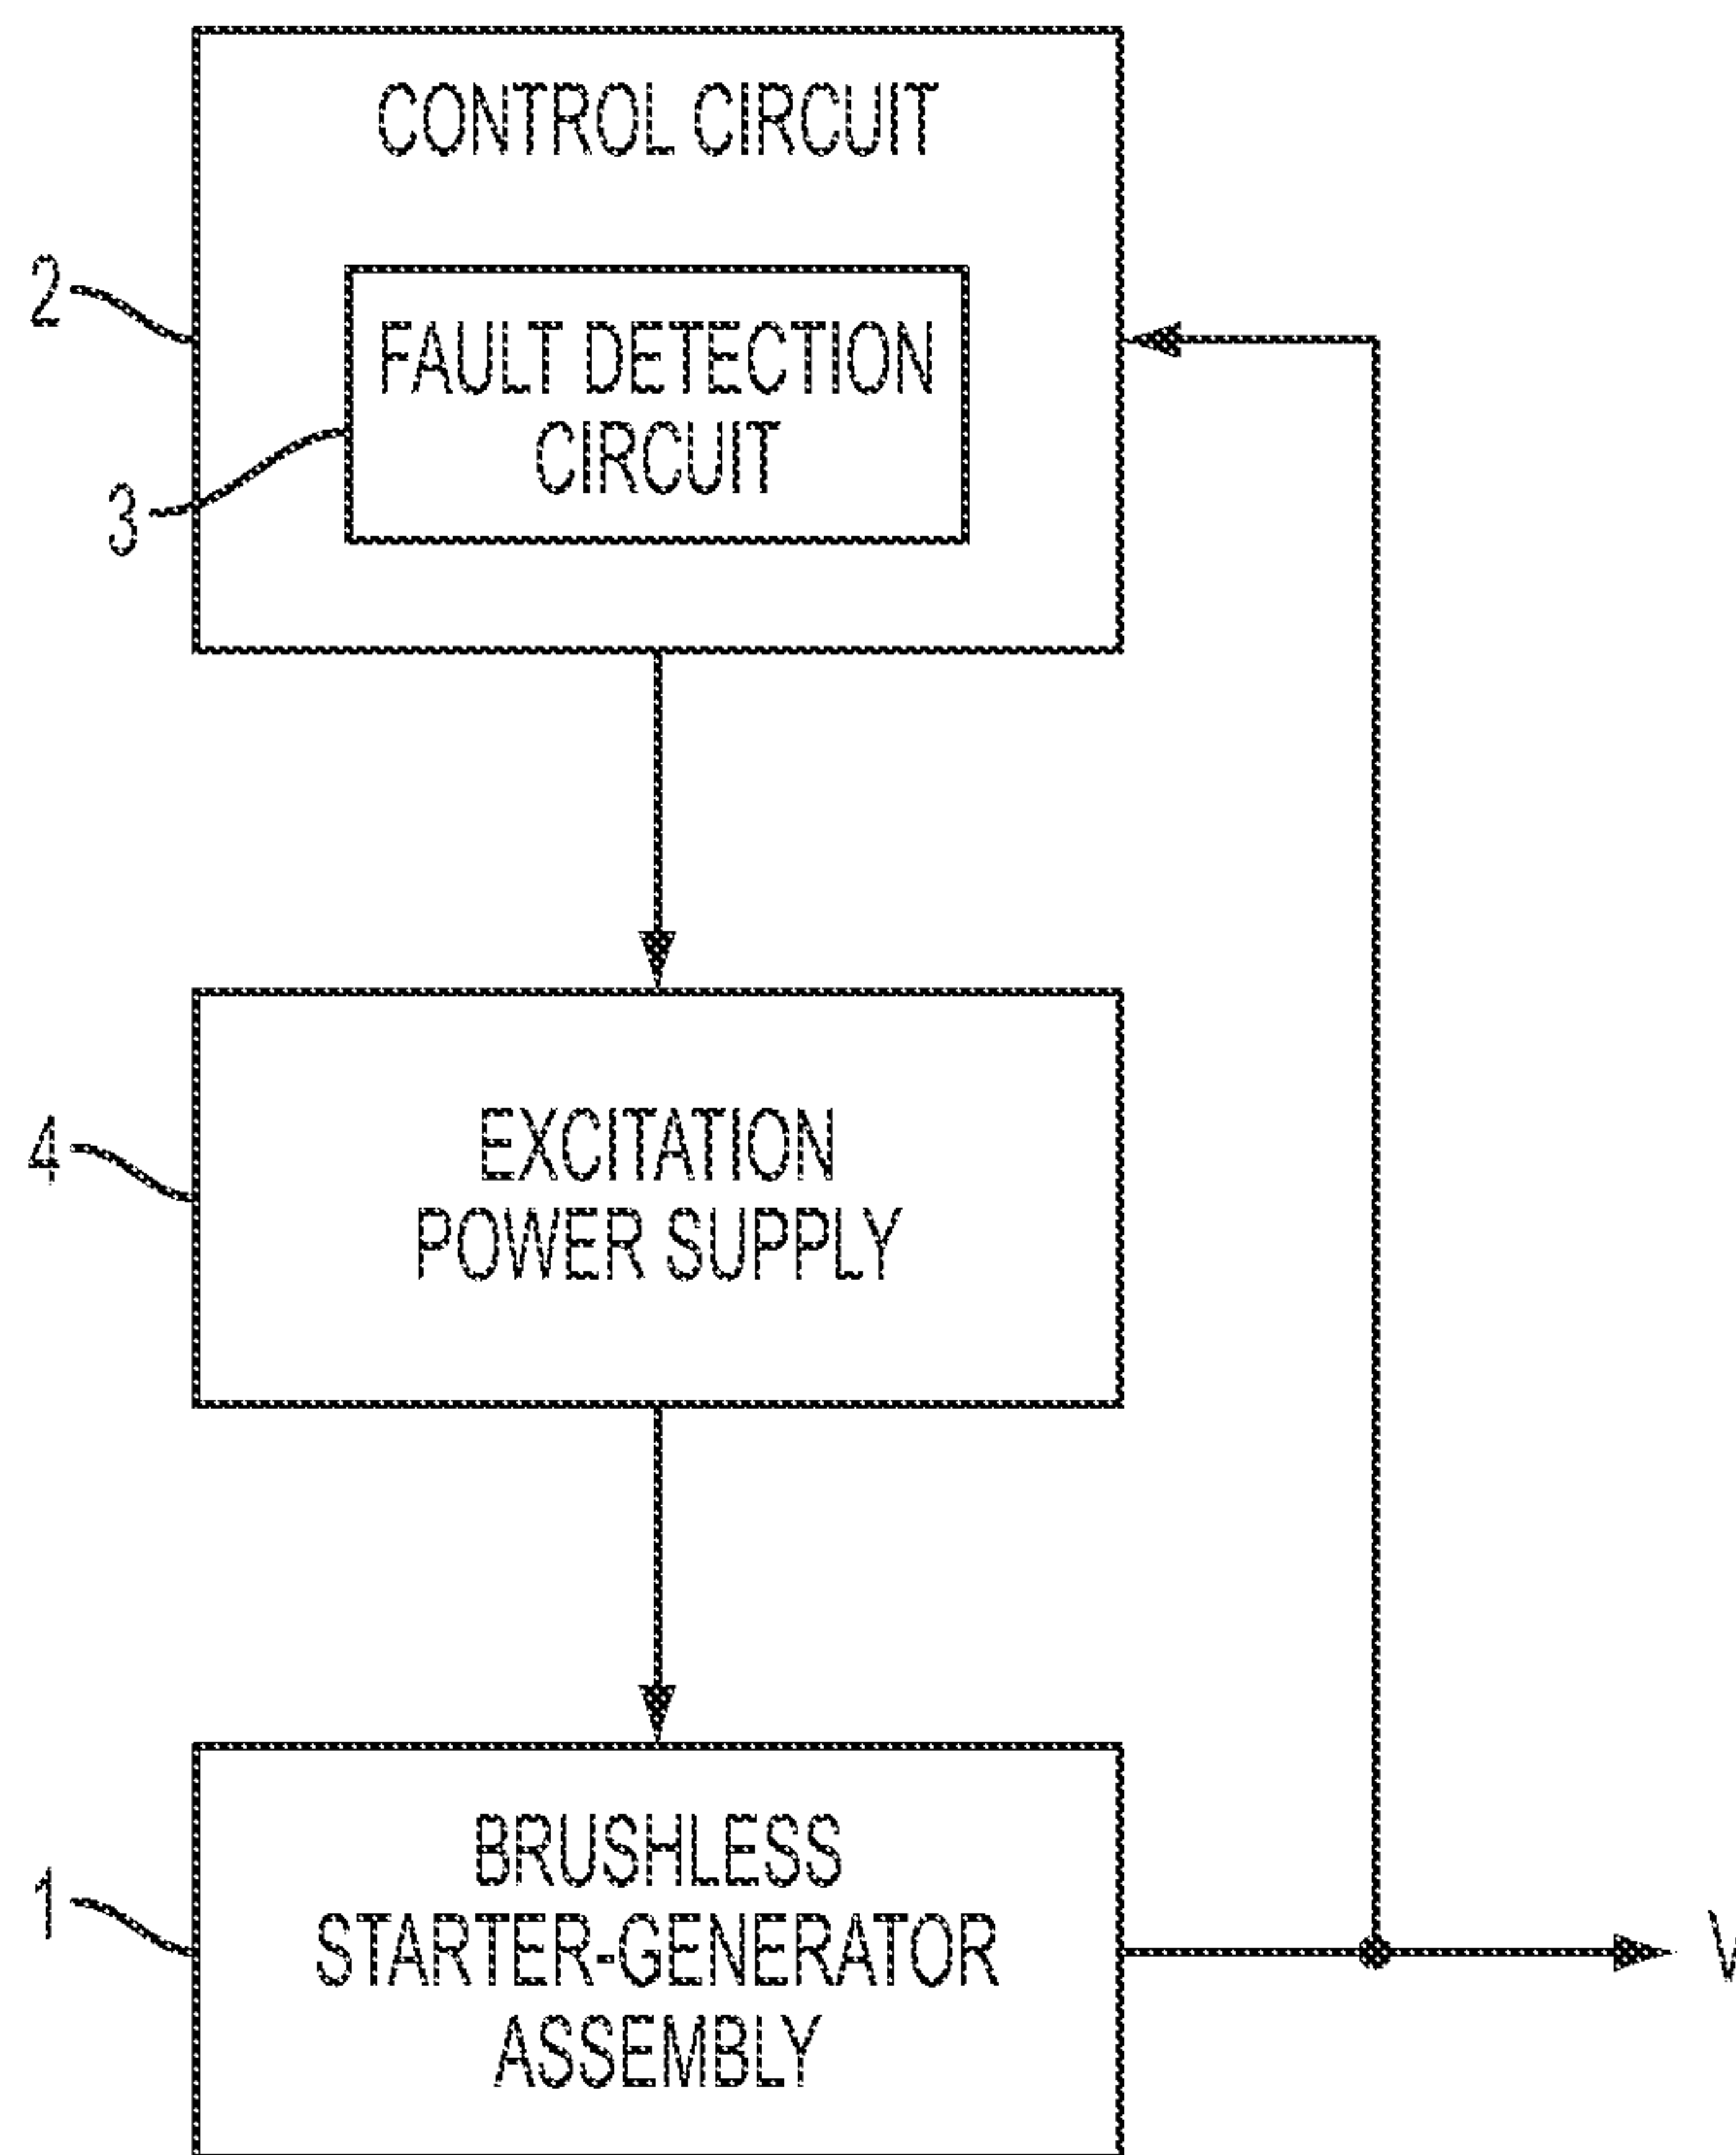 CONTROL CIRCUIT
2
FAULT DETECTION
CIRCUIT
3
EXCITATION
4
POWER SUPPLY
BRUSHLESS
1
STARTER-GENERATOR
ASSEMBLY